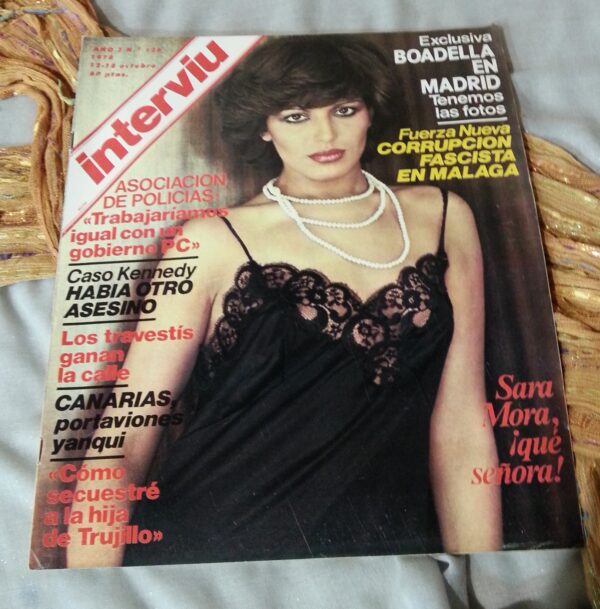 AÑO 3 N.º 126
1978
12-18 octubre
60 ptas.
interviu
Exclusiva
BOADELLA
EN
MADRID
Tenemos
las fotos
Fuerza Nueva
CORRUPCION
FASCISTA
EN MALAGA
ASOCIACION
DE POLICIAS:
«Trabajaríamos
igual con un
gobierno PC»
Caso Kennedy
HABIA OTRO
ASESINO
Los travestís
ganan
la calle
CANARIAS,
portaviones
yanqui
«Cómo
secuestré
a la hija
de Trujillo»
Sara
Mora,
¡qué
señora!